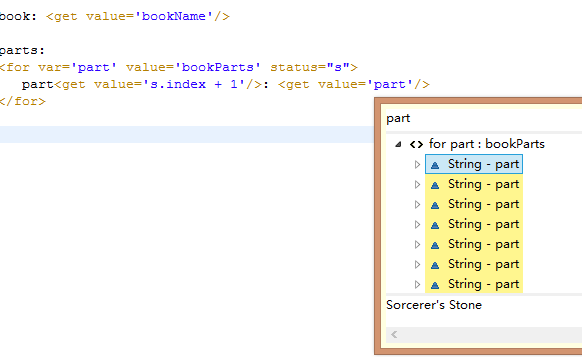 book: <get value='bookName'/>
parts:
<for var='part' value='bookParts' status="s">
part<get value='s.index + 1'/>: <get value='part'/>
</for>
part
<> for part : bookParts
String - part
String - part
String - part
String - part
String - part
String - part
String - part
Sorcerer's Stone